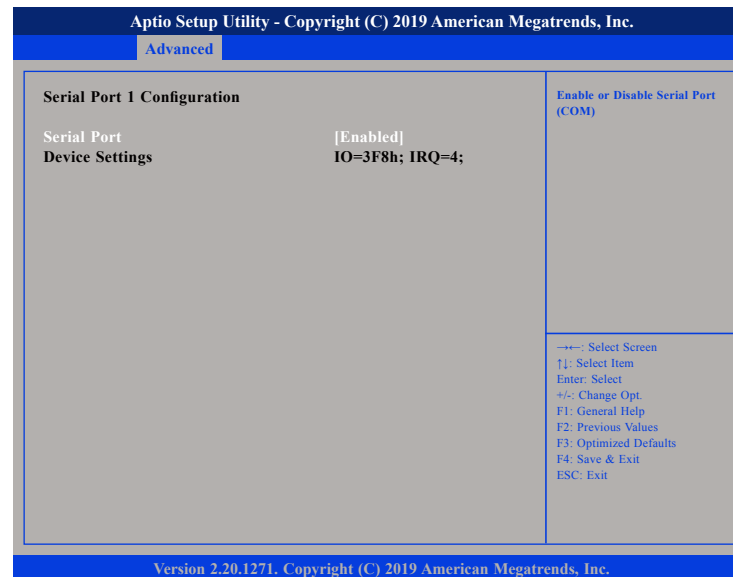 Aptio Setup Utility - Copyright (C) 2019 American Megatrends, Inc.
Advanced
Serial Port 1 Configuration
Serial Port [Enabled]
Device Settings IO=3F8h; IRQ=4;
Enable or Disable Serial Port
(COM)
→←: Select Screen
↑↓: Select Item
Enter: Select
+/-: Change Opt.
F1: General Help
F2: Previous Values
F3: Optimized Defaults
F4: Save & Exit
ESC: Exit
Version 2.20.1271. Copyright (C) 2019 American Megatrends, Inc.